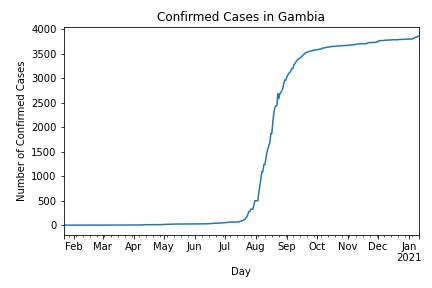 Confirmed Cases in Gambia
4000
3500
3000
2500
2000
1500
1000
500
0
Number of Confirmed Cases
Feb Mar Apr May Jun Jul Aug Sep Oct Nov Dec Jan
2021
Day